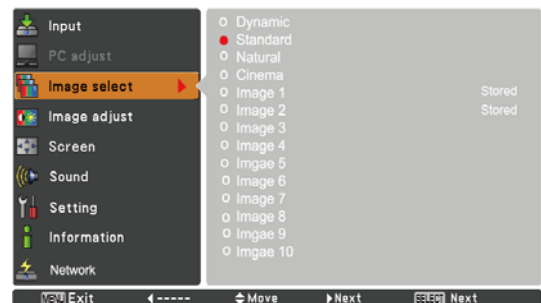 Input
PC adjust
Image select
Image adjust
Screen
Sound
Setting
Information
Network
Dynamic
Standard
Natural
Cinema
Image 1 Stored
Image 2 Stored
Image 3
Image 4
Imgae 5
Image 6
Image 7
Image 8
Imgae 9
Imgae 10
MENU Exit ◀----- ◆Move ▶Next SELECT Next